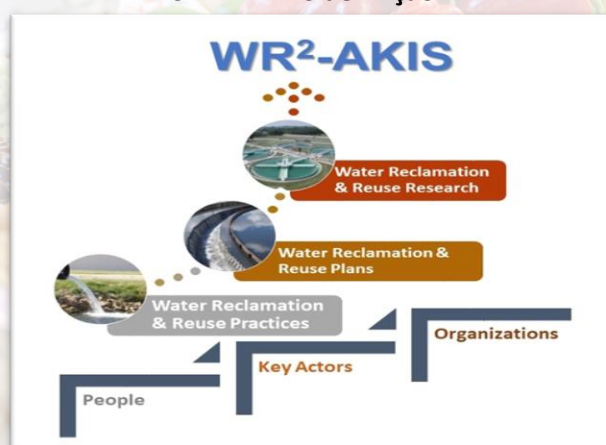 WR²-AKIS
Water Reclamation
& Reuse Research
Water Reclamation &
Reuse Plans
Water Reclamation
& Reuse Practices
Organizations
Key Actors
People